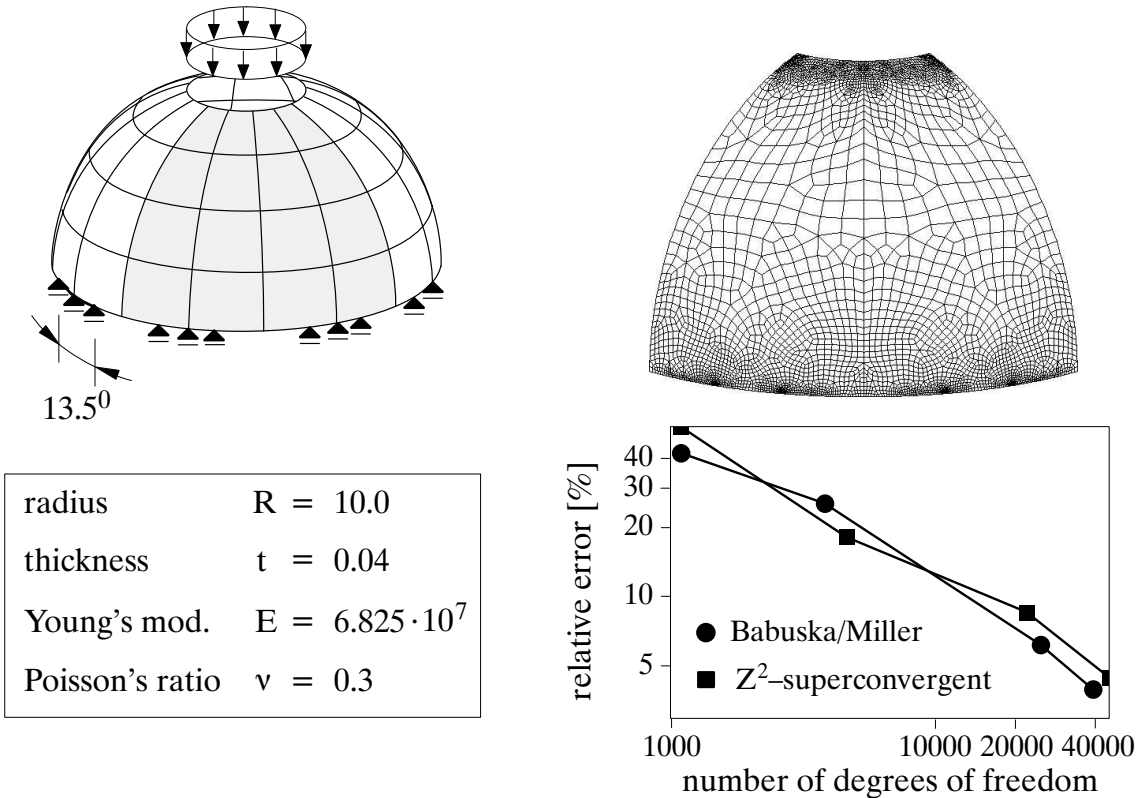 13.5⁰
radius R = 10.0
thickness t = 0.04
Young's mod. E = 6.825·10⁷
Poisson's ratio ν = 0.3
relative error [%]
40
30
20
10
5
Babuska/Miller
Z²–superconvergent
1000 10000 20000 40000
number of degrees of freedom